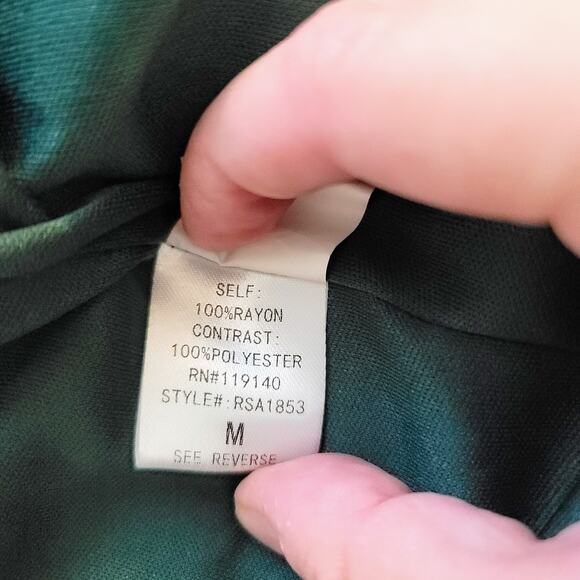 SELF:
100%RAYON
CONTRAST:
100%POLYESTER
RN#119140
STYLE#:RSA1853
M
SEE REVERSE